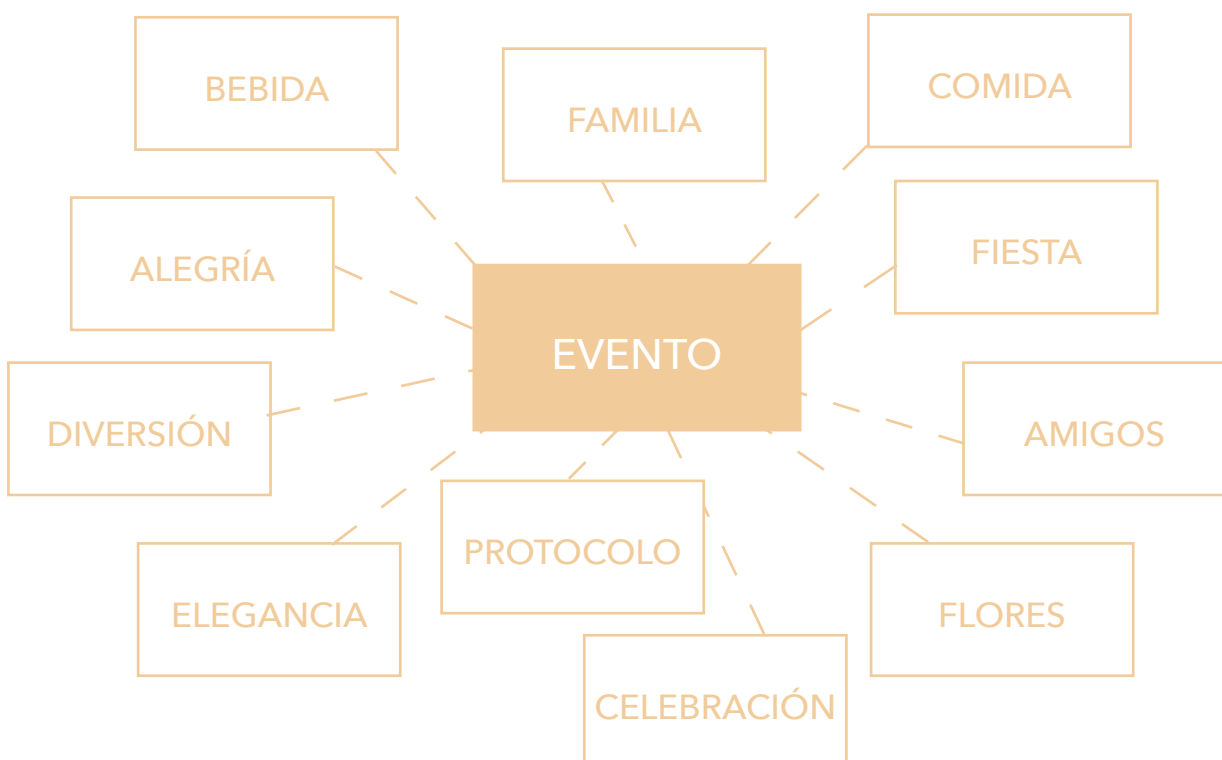 BEBIDA
FAMILIA
COMIDA
ALEGRÍA
FIESTA
EVENTO
DIVERSIÓN
AMIGOS
PROTOCOLO
ELEGANCIA
FLORES
CELEBRACIÓN